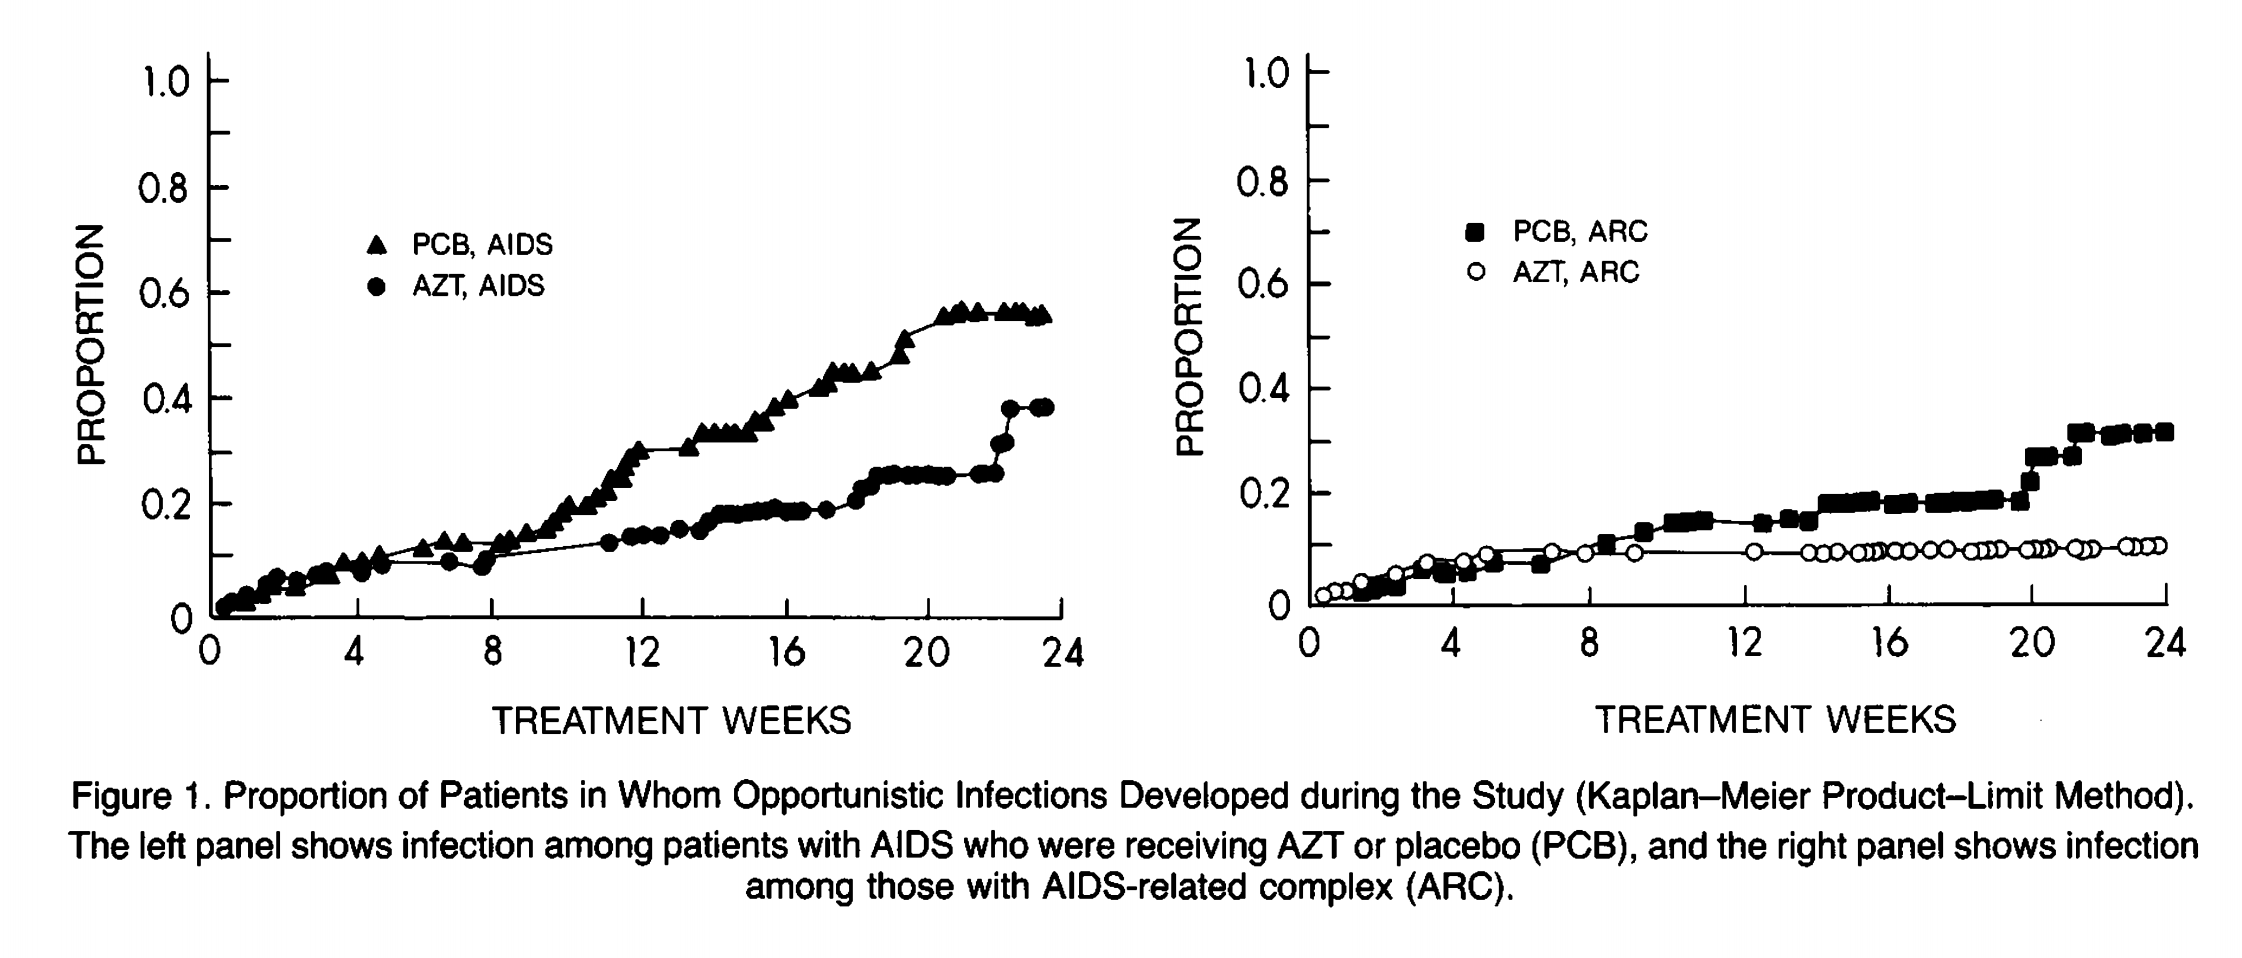 1.0
0.8
0.6
0.4
0.2
0
PROPORTION
PCB, AIDS
AZT, AIDS
0 4 8 12 16 20 24
TREATMENT WEEKS
1.0
0.8
0.6
0.4
0.2
0
PROPORTION
PCB, ARC
AZT, ARC
0 4 8 12 16 20 24
TREATMENT WEEKS
Figure 1. Proportion of Patients in Whom Opportunistic Infections Developed during the Study (Kaplan–Meier Product–Limit Method).
The left panel shows infection among patients with AIDS who were receiving AZT or placebo (PCB), and the right panel shows infection
among those with AIDS-related complex (ARC).